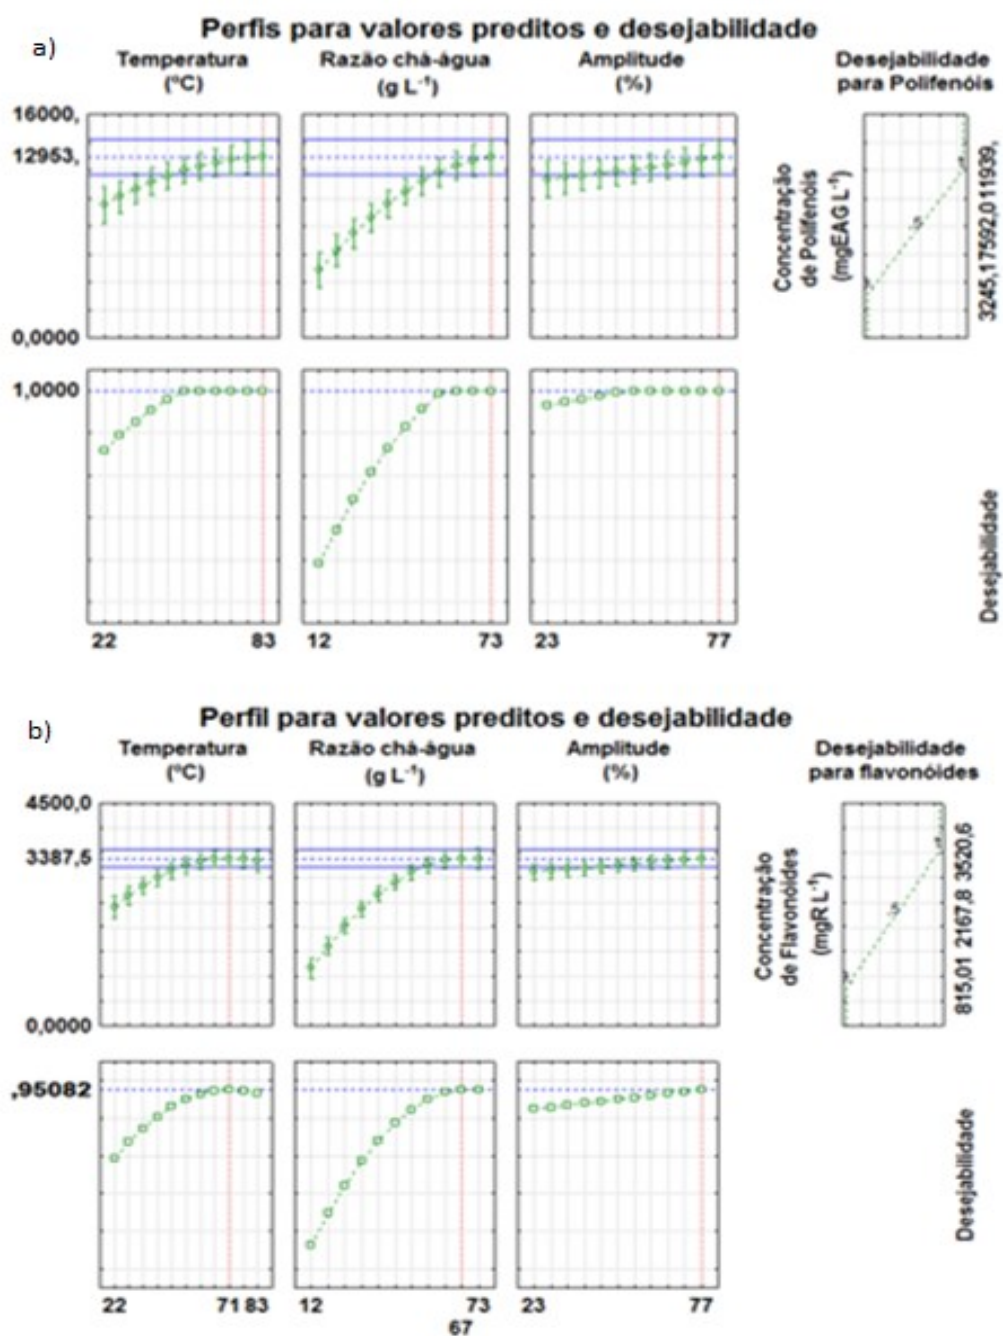 a)
Perfis para valores preditos e desejabilidade
Temperatura
(ºC)
Razão chá-água
(g L-1)
Amplitude
(%)
Desejabilidade
para Polifenóis
16000,
12953,
0,0000
Concentração
de Polifenóis
(mgEAG L-1)
,5
3245,17592.011939,
1,0000
Desejabilidade
22
83
12
73
23
77
b)
Perfil para valores preditos e desejabilidade
Temperatura
(ºC)
Razão chá-água
(g L-1)
Amplitude
(%)
Desejabilidade
para flavonóides
4500,0
3387,5
0,0000
Concentração
de Flavonóides
(mgR L-1)
,5
815,01 2167,8 3520,6
,95082
Desejabilidade
22
71 83
12
73
67
23
77